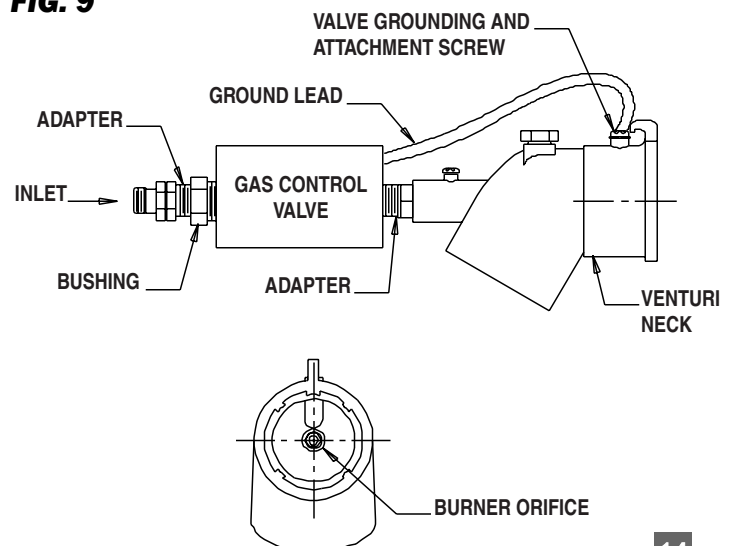 FIG. 9
VALVE GROUNDING AND
ATTACHMENT SCREW
GROUND LEAD
ADAPTER
INLET
GAS CONTROL
VALVE
BUSHING
ADAPTER
VENTURI
NECK
BURNER ORIFICE
14